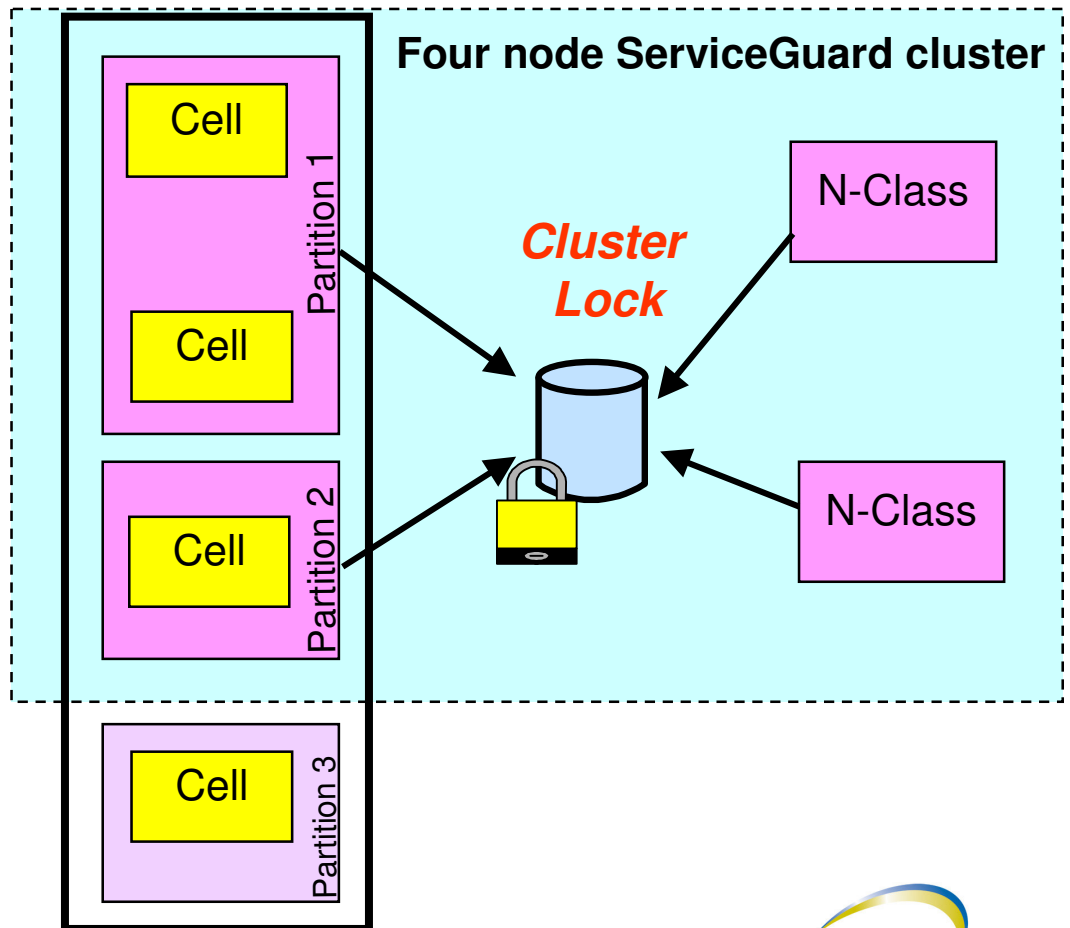 Four node ServiceGuard cluster
Cell
Partition 1
Cell
Cluster
Lock
N-Class
Cell
Partition 2
N-Class
Cell
Partition 3